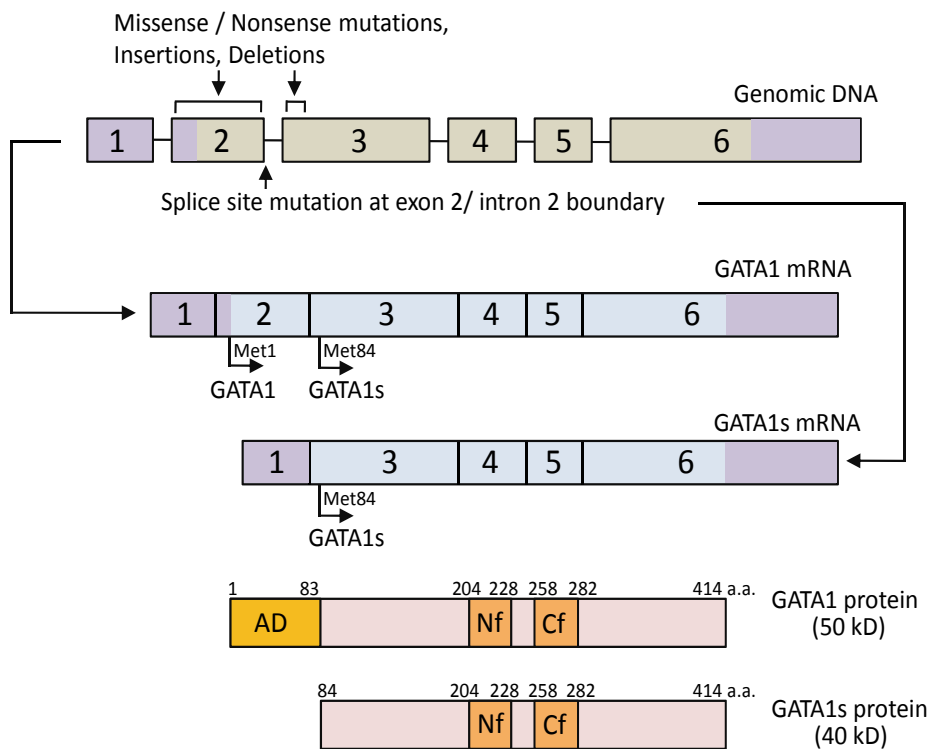 Missense / Nonsense mutations,
Insertions, Deletions
Genomic DNA
1 2 3 4 5 6
Splice site mutation at exon 2/ intron 2 boundary
GATA1 mRNA
1 2 3 4 5 6
Met1 Met84
GATA1 GATA1s
GATA1s mRNA
1 3 4 5 6
Met84
GATA1s
1 83 204 228 258 282 414 a.a.
AD Nf Cf
GATA1 protein
(50 kD)
84 204 228 258 282 414 a.a.
Nf Cf
GATA1s protein
(40 kD)